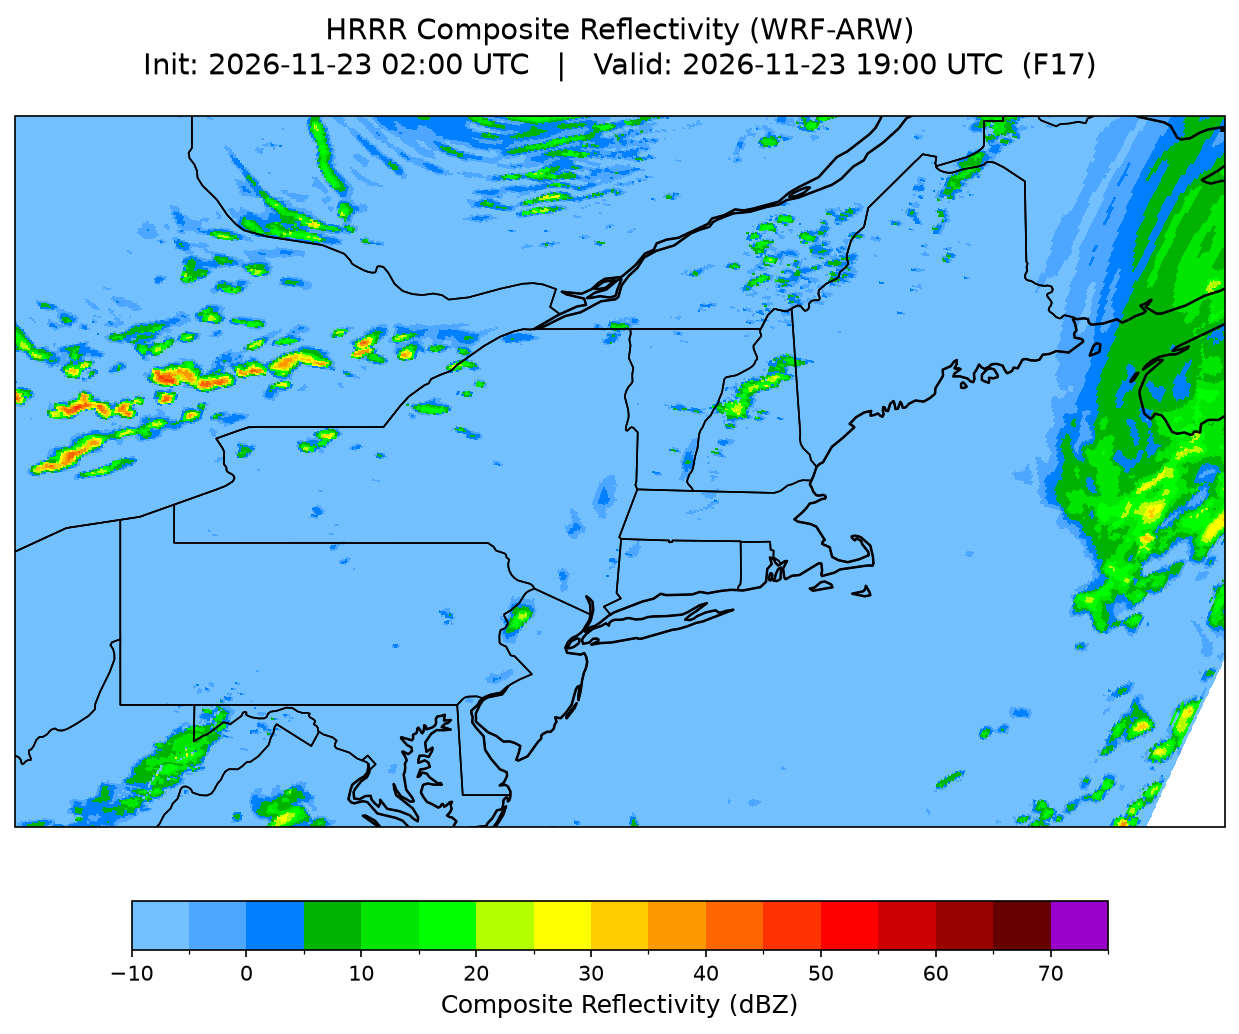 HRRR Composite Reflectivity (WRF-ARW)
Init: 2026-11-23 02:00 UTC | Valid: 2026-11-23 19:00 UTC (F17)
−10 0 10 20 30 40 50 60 70
Composite Reflectivity (dBZ)